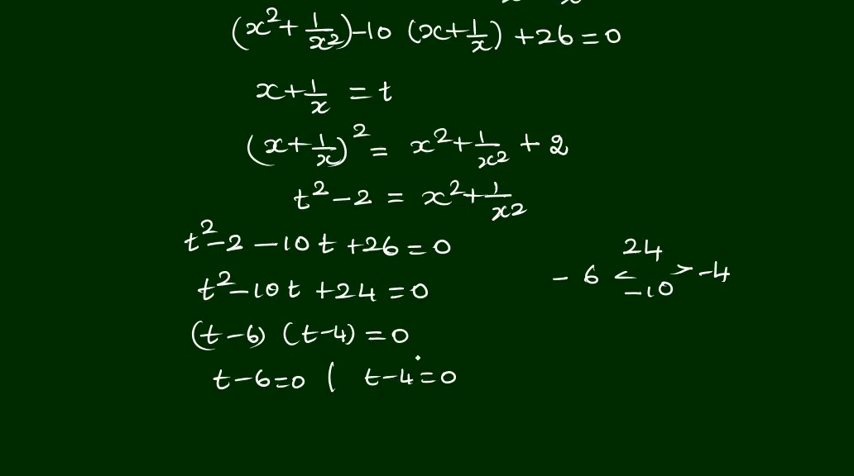 (x²+1/x²)-10 (x+1/x) +26=0
x+1/x = t
(x+1/x)² = x²+1/x² + 2
t²-2 = x²+1/x²
t²-2 -10t +26=0
24
-6 < > -4
-10
t²-10t +24 =0
(t-6) (t-4) =0
t-6=0 | t-4=0